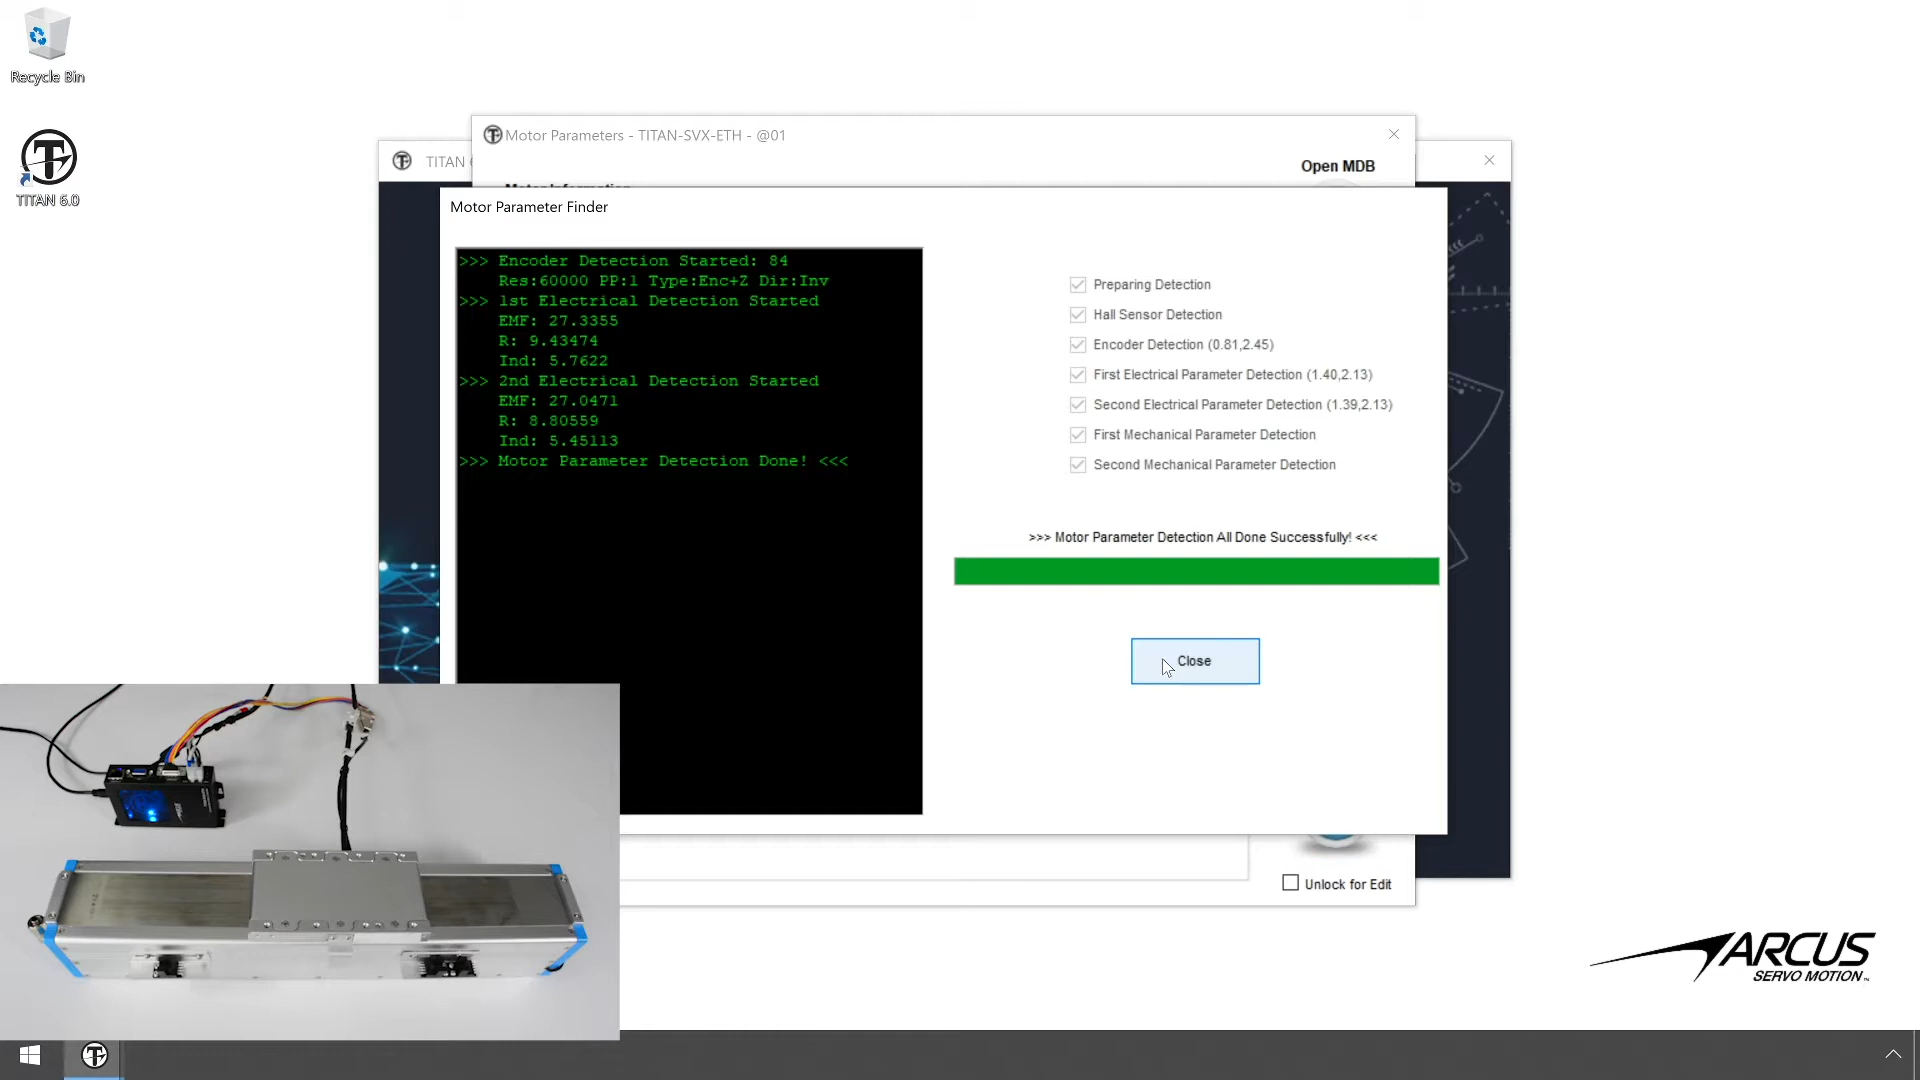 Recycle Bin
TITAN 6.0
TITAN 6
Motor Parameters - TITAN-SVX-ETH - @01
Open MDB
Motor Information
Motor Parameter Finder
>>> Encoder Detection Started: 84
Res:60000 PP:1 Type:Enc+Z Dir:Inv
>>> 1st Electrical Detection Started
EMF: 27.3355
R: 9.43474
Ind: 5.7622
>>> 2nd Electrical Detection Started
EMF: 27.0471
R: 8.80559
Ind: 5.45113
>>> Motor Parameter Detection Done! <<<
Preparing Detection
Hall Sensor Detection
Encoder Detection (0.81,2.45)
First Electrical Parameter Detection (1.40,2.13)
Second Electrical Parameter Detection (1.39,2.13)
First Mechanical Parameter Detection
Second Mechanical Parameter Detection
>>> Motor Parameter Detection All Done Successfully! <<<
Close
Unlock for Edit
ARCUS
SERVO MOTION™